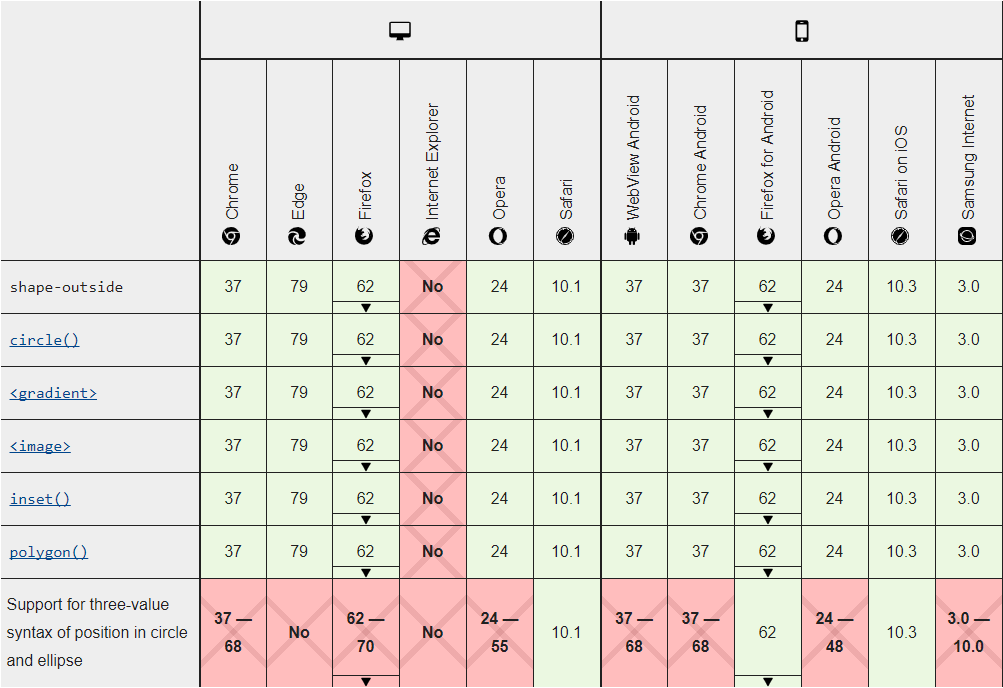 Chrome
Edge
Firefox
Internet Explorer
Opera
Safari
WebView Android
Chrome Android
Firefox for Android
Opera Android
Safari on iOS
Samsung Internet
shape-outside 37 79 62 No 24 10.1 37 37 62 24 10.3 3.0
circle() 37 79 62 No 24 10.1 37 37 62 24 10.3 3.0
<gradient> 37 79 62 No 24 10.1 37 37 62 24 10.3 3.0
<image> 37 79 62 No 24 10.1 37 37 62 24 10.3 3.0
inset() 37 79 62 No 24 10.1 37 37 62 24 10.3 3.0
polygon() 37 79 62 No 24 10.1 37 37 62 24 10.3 3.0
Support for three-value
syntax of position in circle
and ellipse
37 —
68
No
62 —
70
No
24 —
55
10.1
37 —
68
37 —
68
62
24 —
48
10.3
3.0 —
10.0